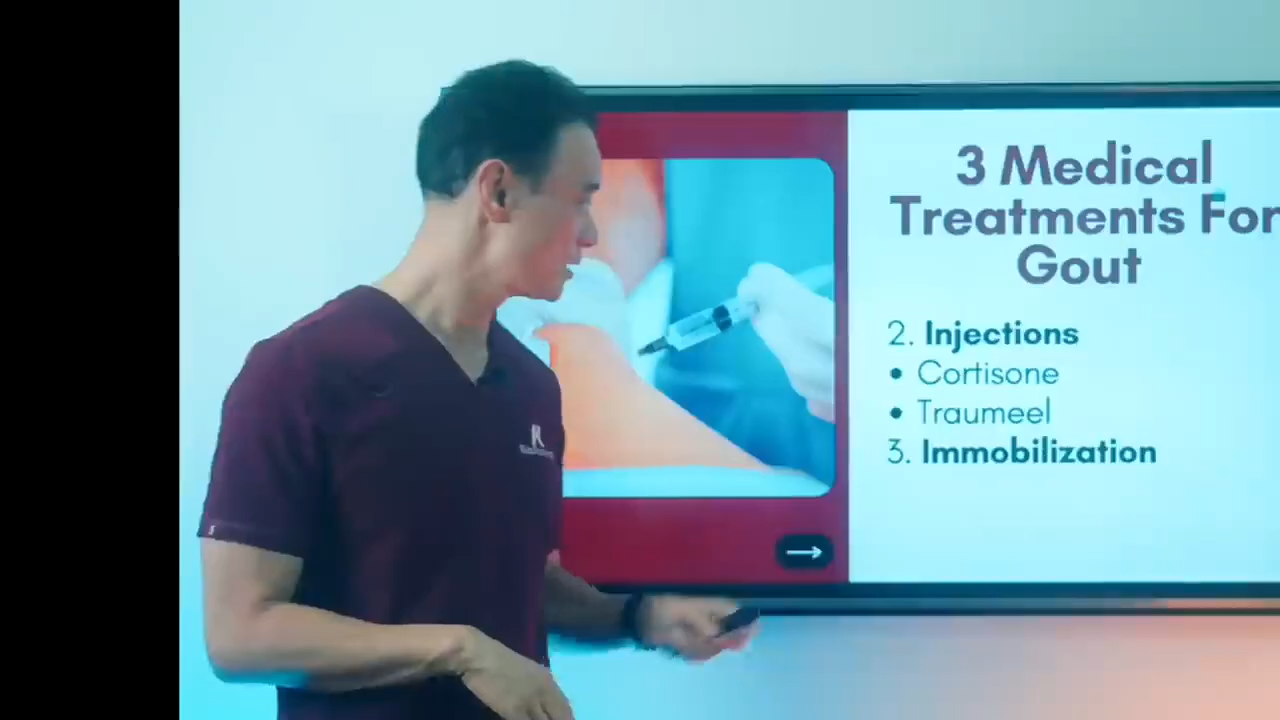 3 Medical
Treatments For
Gout
2. Injections
• Cortisone
• Traumeel
3. Immobilization